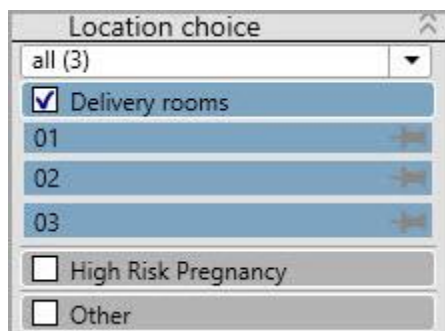 Location choice
all (3)
Delivery rooms
01
02
03
High Risk Pregnancy
Other